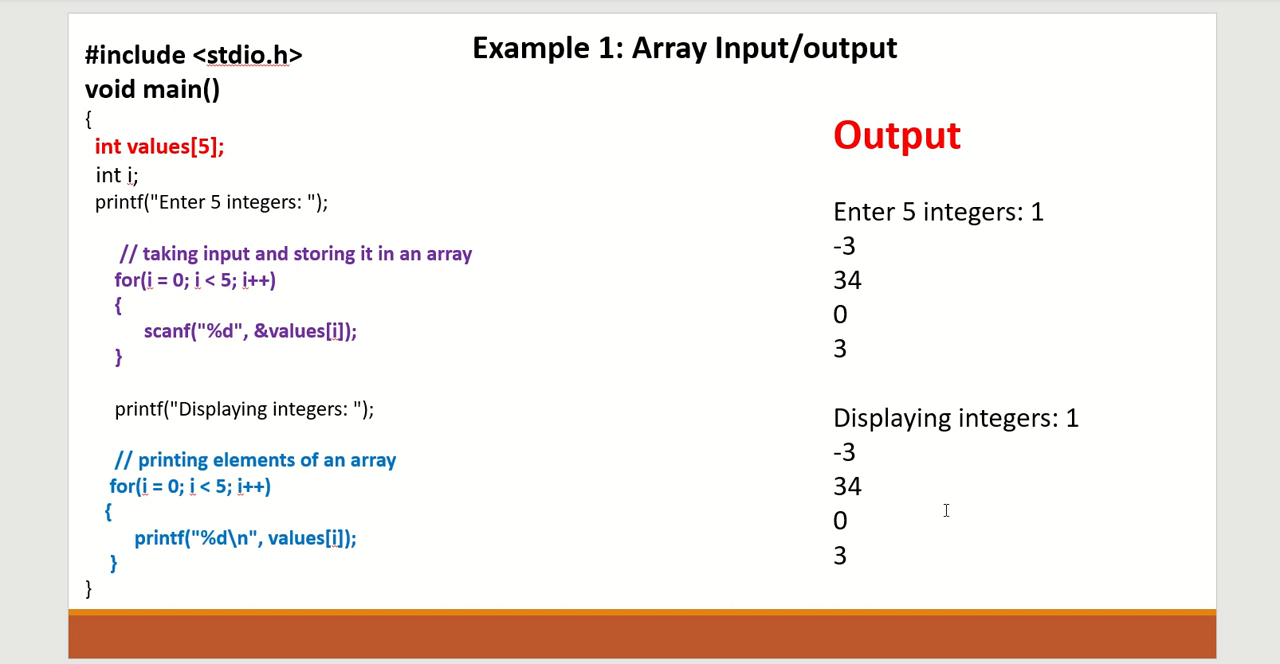 Example 1: Array Input/output
#include <stdio.h>
void main()
{
int values[5];
int i;
printf("Enter 5 integers: ");
// taking input and storing it in an array
for(i = 0; i < 5; i++)
{
scanf("%d", &values[i]);
}
printf("Displaying integers: ");
// printing elements of an array
for(i = 0; i < 5; i++)
{
printf("%d\n", values[i]);
}
}
Output
Enter 5 integers: 1
-3
34
0
3
Displaying integers: 1
-3
34
0
3